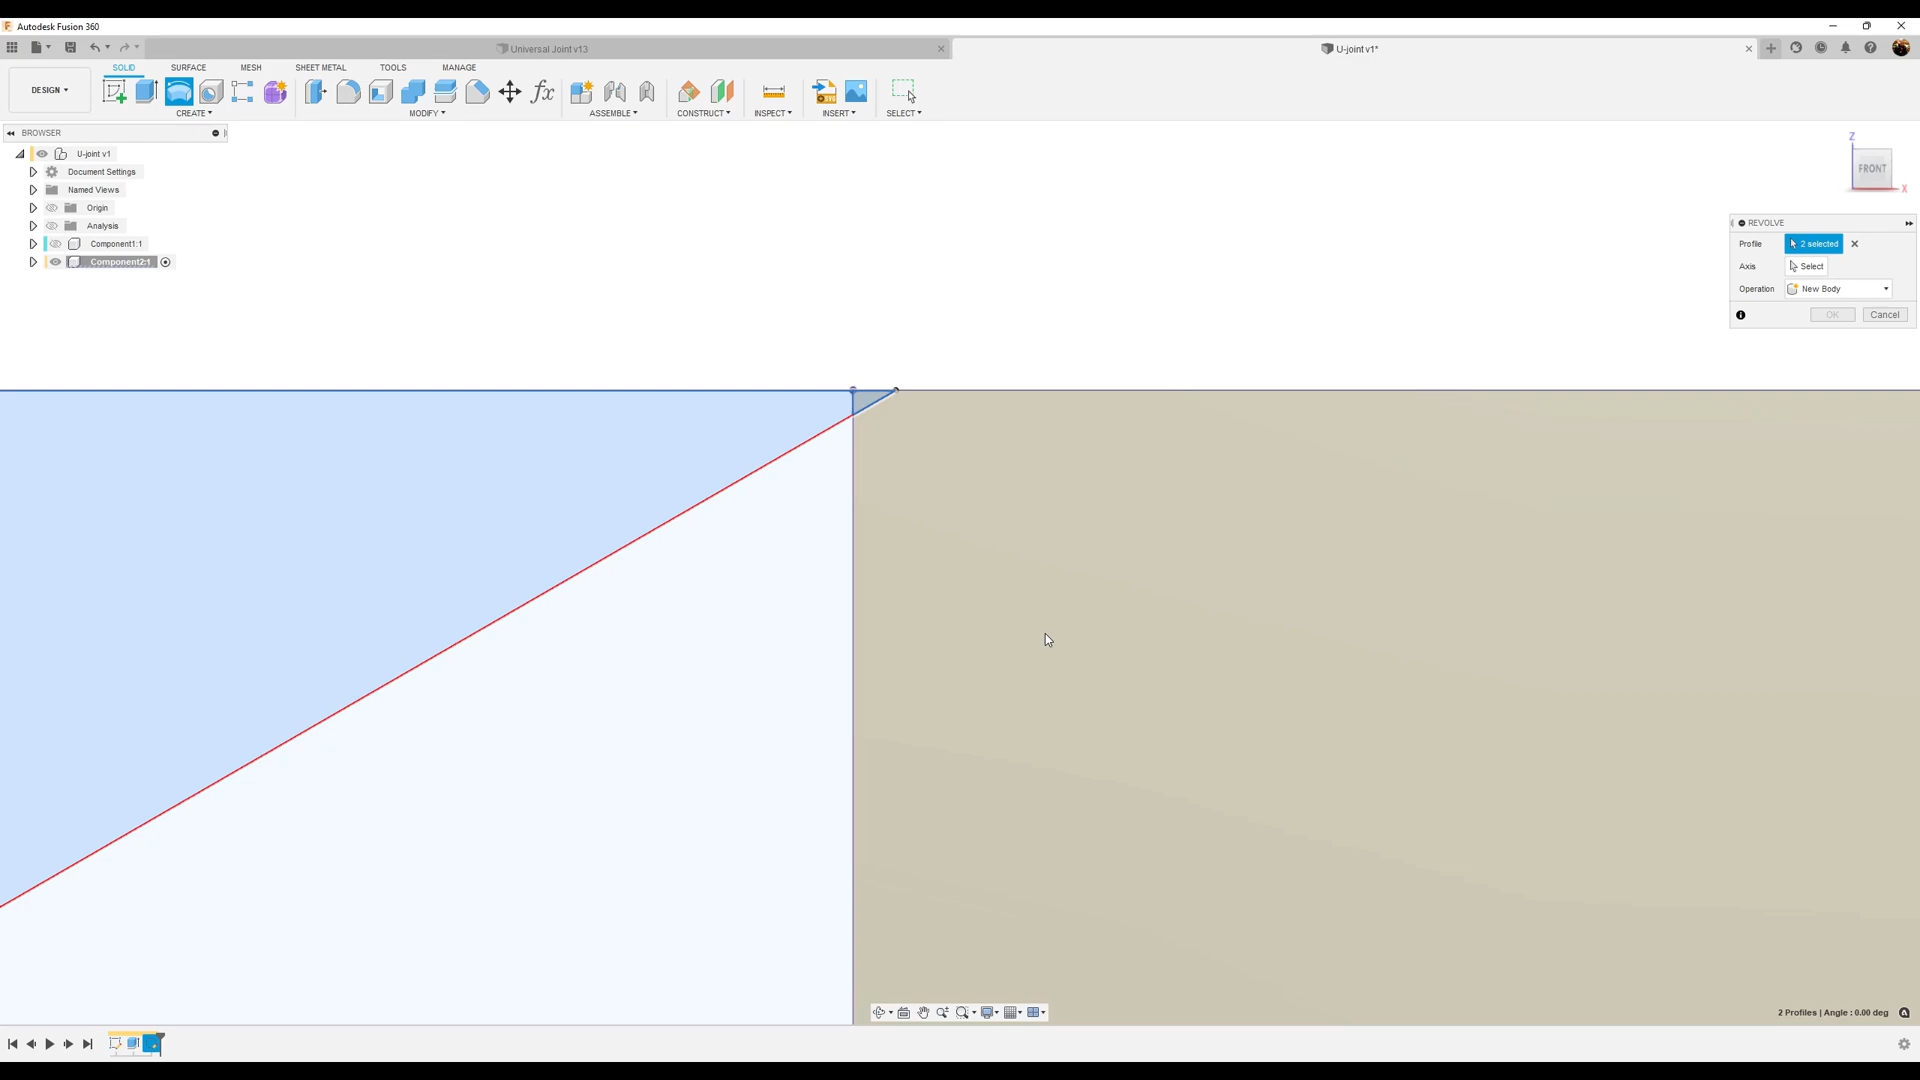 Autodesk Fusion 360
Universal Joint v13
U-joint v1*
DESIGN
SOLID
SURFACE
MESH
SHEET METAL
TOOLS
MANAGE
CREATE
MODIFY
ASSEMBLE
CONSTRUCT
INSPECT
INSERT
SELECT
BROWSER
U-joint v1
Document Settings
Named Views
Origin
Analysis
Component1:1
Component2:1
Z
FRONT
X
REVOLVE
Profile 2 selected
Axis Select
Operation New Body
OK Cancel
2 Profiles | Angle : 0.00 deg